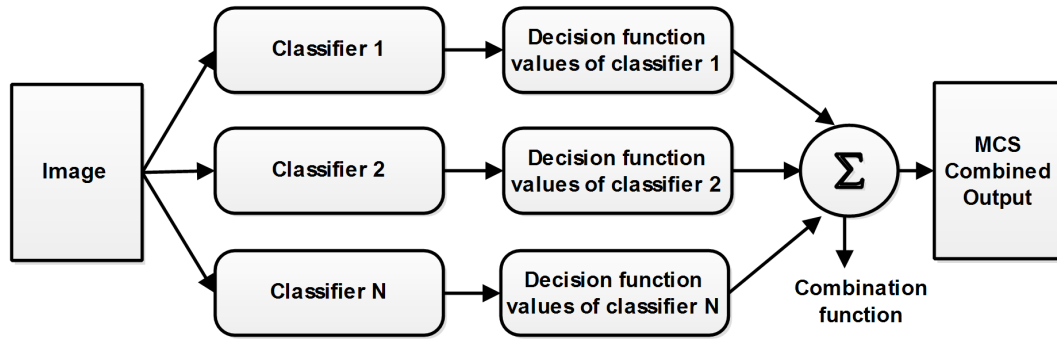 Image
Classifier 1
Decision function
values of classifier 1
Classifier 2
Decision function
values of classifier 2
Classifier N
Decision function
values of classifier N
Σ
Combination
function
MCS
Combined
Output